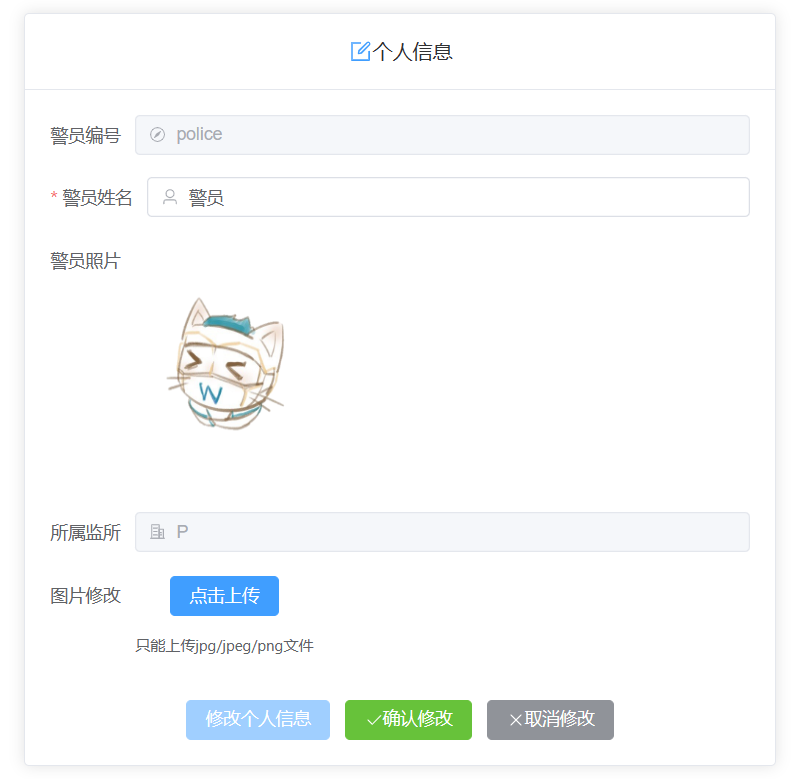 个人信息
警员编号 police
* 警员姓名 警员
警员照片
W
所属监所 P
图片修改 点击上传
只能上传jpg/jpeg/png文件
修改个人信息 确认修改 取消修改